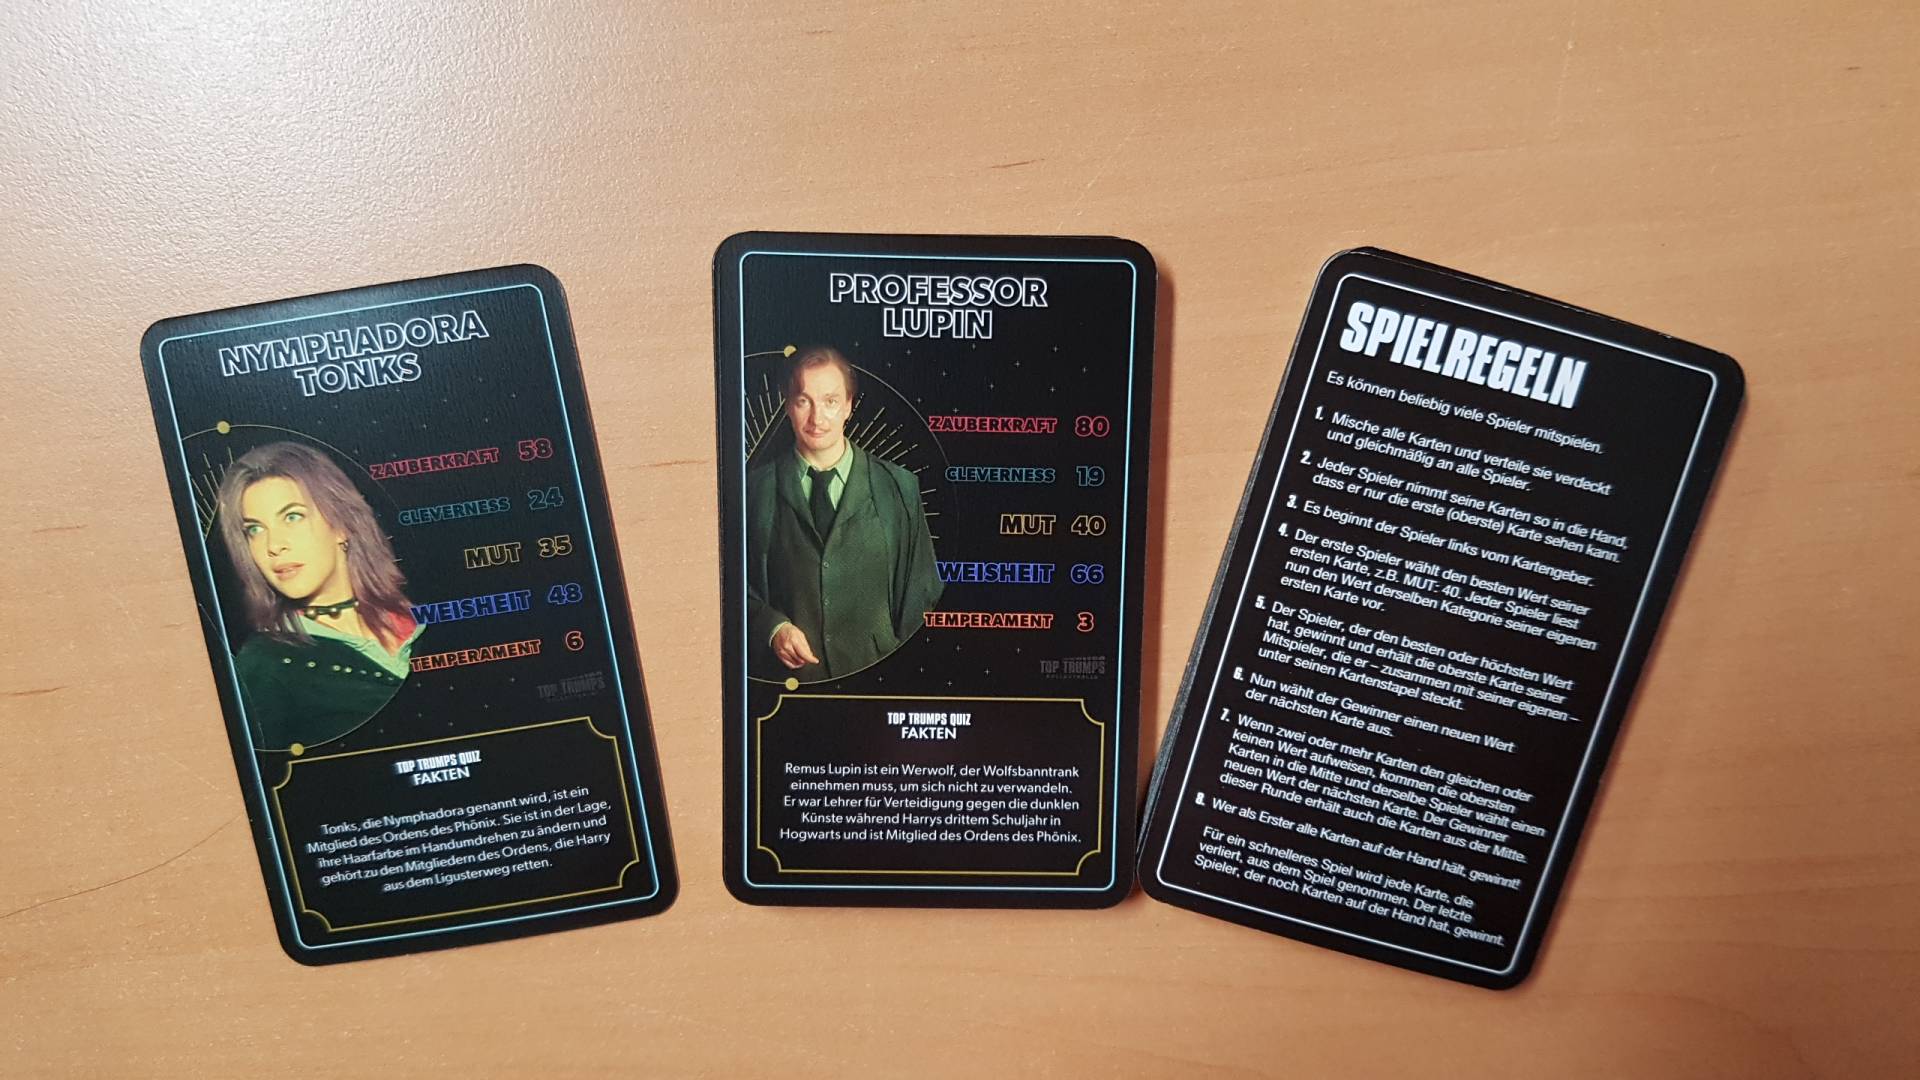 NYMPHADORA
TONKS
ZAUBERKRAFT 58
CLEVERNESS 24
MUT 35
WEISHEIT 48
TEMPERAMENT 6
TOP TRUMPS
TOP TRUMPS QUIZ
FAKTEN
Tonks, die Nymphadora genannt wird, ist ein
Mitglied des Ordens des Phönix. Sie ist in der Lage,
ihre Haarfarbe im Handumdrehen zu ändern und
gehört zu den Mitgliedern des Ordens, die Harry
aus dem Ligusterweg retten.
PROFESSOR
LUPIN
ZAUBERKRAFT 80
CLEVERNESS 19
MUT 40
WEISHEIT 66
TEMPERAMENT 3
TOP TRUMPS
TOP TRUMPS QUIZ
FAKTEN
Remus Lupin ist ein Werwolf, der Wolfsbanntrank
einnehmen muss, um sich nicht zu verwandeln.
Er war Lehrer für Verteidigung gegen die dunklen
Künste während Harrys drittem Schuljahr in
Hogwarts und ist Mitglied des Ordens des Phönix.
SPIELREGELN
Es können beliebig viele Spieler mitspielen.
1. Mische alle Karten und verteile sie verdeckt
und gleichmäßig an alle Spieler.
2. Jeder Spieler nimmt seine Karten so in die Hand,
dass er nur die erste (oberste) Karte sehen kann.
3. Es beginnt der Spieler links vom Kartengeber.
4. Der erste Spieler wählt den besten Wert seiner
ersten Karte, z.B. MUT: 40. Jeder Spieler liest
nun den Wert derselben Kategorie seiner eigenen
ersten Karte vor.
5. Der Spieler, der den besten oder höchsten Wert
hat, gewinnt und erhält die oberste Karte seiner
Mitspieler, die er – zusammen mit seiner eigenen –
unter seinen Kartenstapel steckt.
6. Nun wählt der Gewinner einen neuen Wert
der nächsten Karte aus.
7. Wenn zwei oder mehr Karten den gleichen oder
keinen Wert aufweisen, kommen die obersten
Karten in die Mitte und derselbe Spieler wählt einen
neuen Wert der nächsten Karte. Der Gewinner
dieser Runde erhält auch die Karten aus der Mitte.
8. Wer als Erster alle Karten auf der Hand hält, gewinnt!
Für ein schnelleres Spiel wird jede Karte, die
verliert, aus dem Spiel genommen. Der letzte
Spieler, der noch Karten auf der Hand hat, gewinnt.